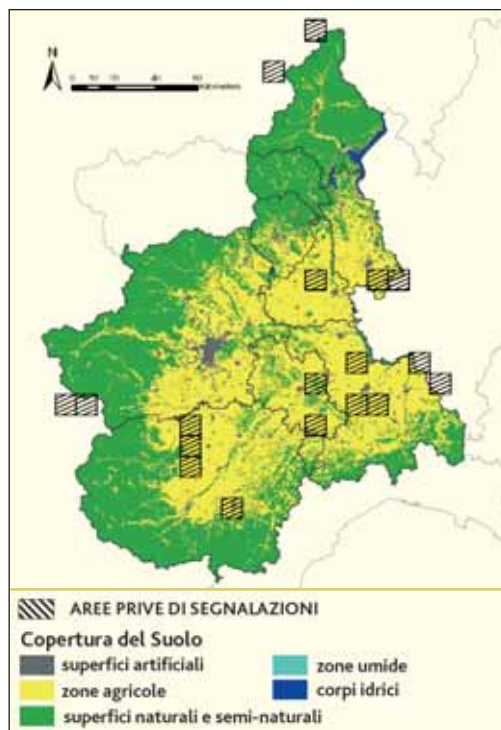 N
AREE PRIVE DI SEGNALAZIONI
Copertura del Suolo
superfici artificiali
zone umide
zone agricole
corpi idrici
superfici naturali e semi-naturali